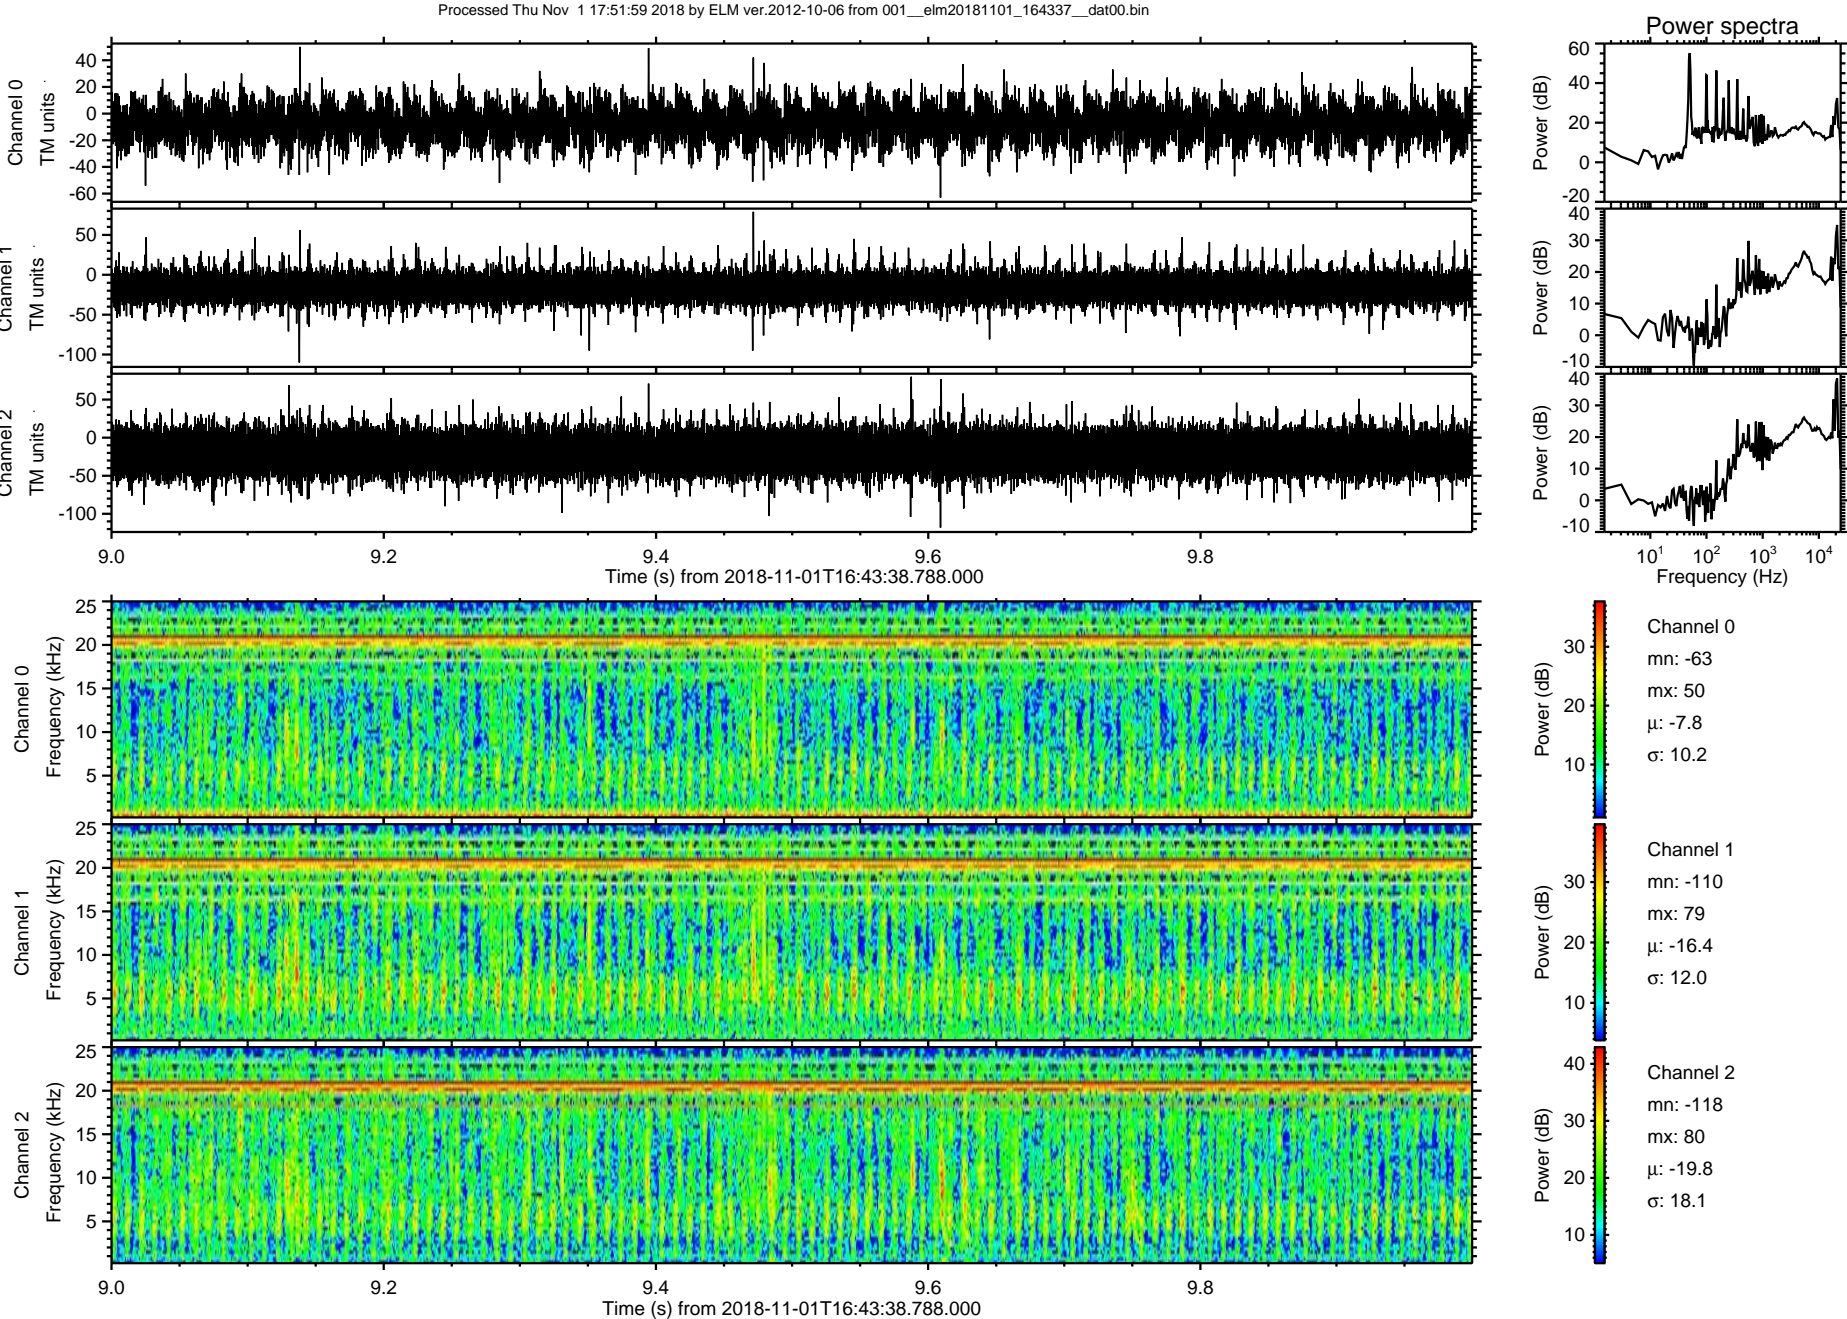 Processed Thu Nov  1 17:51:59 2018 by ELM ver.2012-10-06 from 001__elm20181101_164337__dat00.bin
Power spectra
Channel 0
TM units
40
20
0
-20
-40
-60
Power (dB)
60
40
20
0
-20
Channel 1
TM units
50
0
-50
-100
Power (dB)
40
30
20
10
0
-10
Channel 2
TM units
50
0
-50
-100
Power (dB)
40
30
20
10
0
-10
9.0 9.2 9.4 9.6 9.8
Time (s) from 2018-11-01T16:43:38.788.000
10^1 10^2 10^3 10^4
Frequency (Hz)
Channel 0
Frequency (kHz)
25
20
15
10
5
Power (dB)
30
20
10
Channel 0
mn: -63
mx: 50
μ: -7.8
σ: 10.2
Channel 1
Frequency (kHz)
25
20
15
10
5
Power (dB)
30
20
10
Channel 1
mn: -110
mx: 79
μ: -16.4
σ: 12.0
Channel 2
Frequency (kHz)
25
20
15
10
5
Power (dB)
40
30
20
10
Channel 2
mn: -118
mx: 80
μ: -19.8
σ: 18.1
9.0 9.2 9.4 9.6 9.8
Time (s) from 2018-11-01T16:43:38.788.000